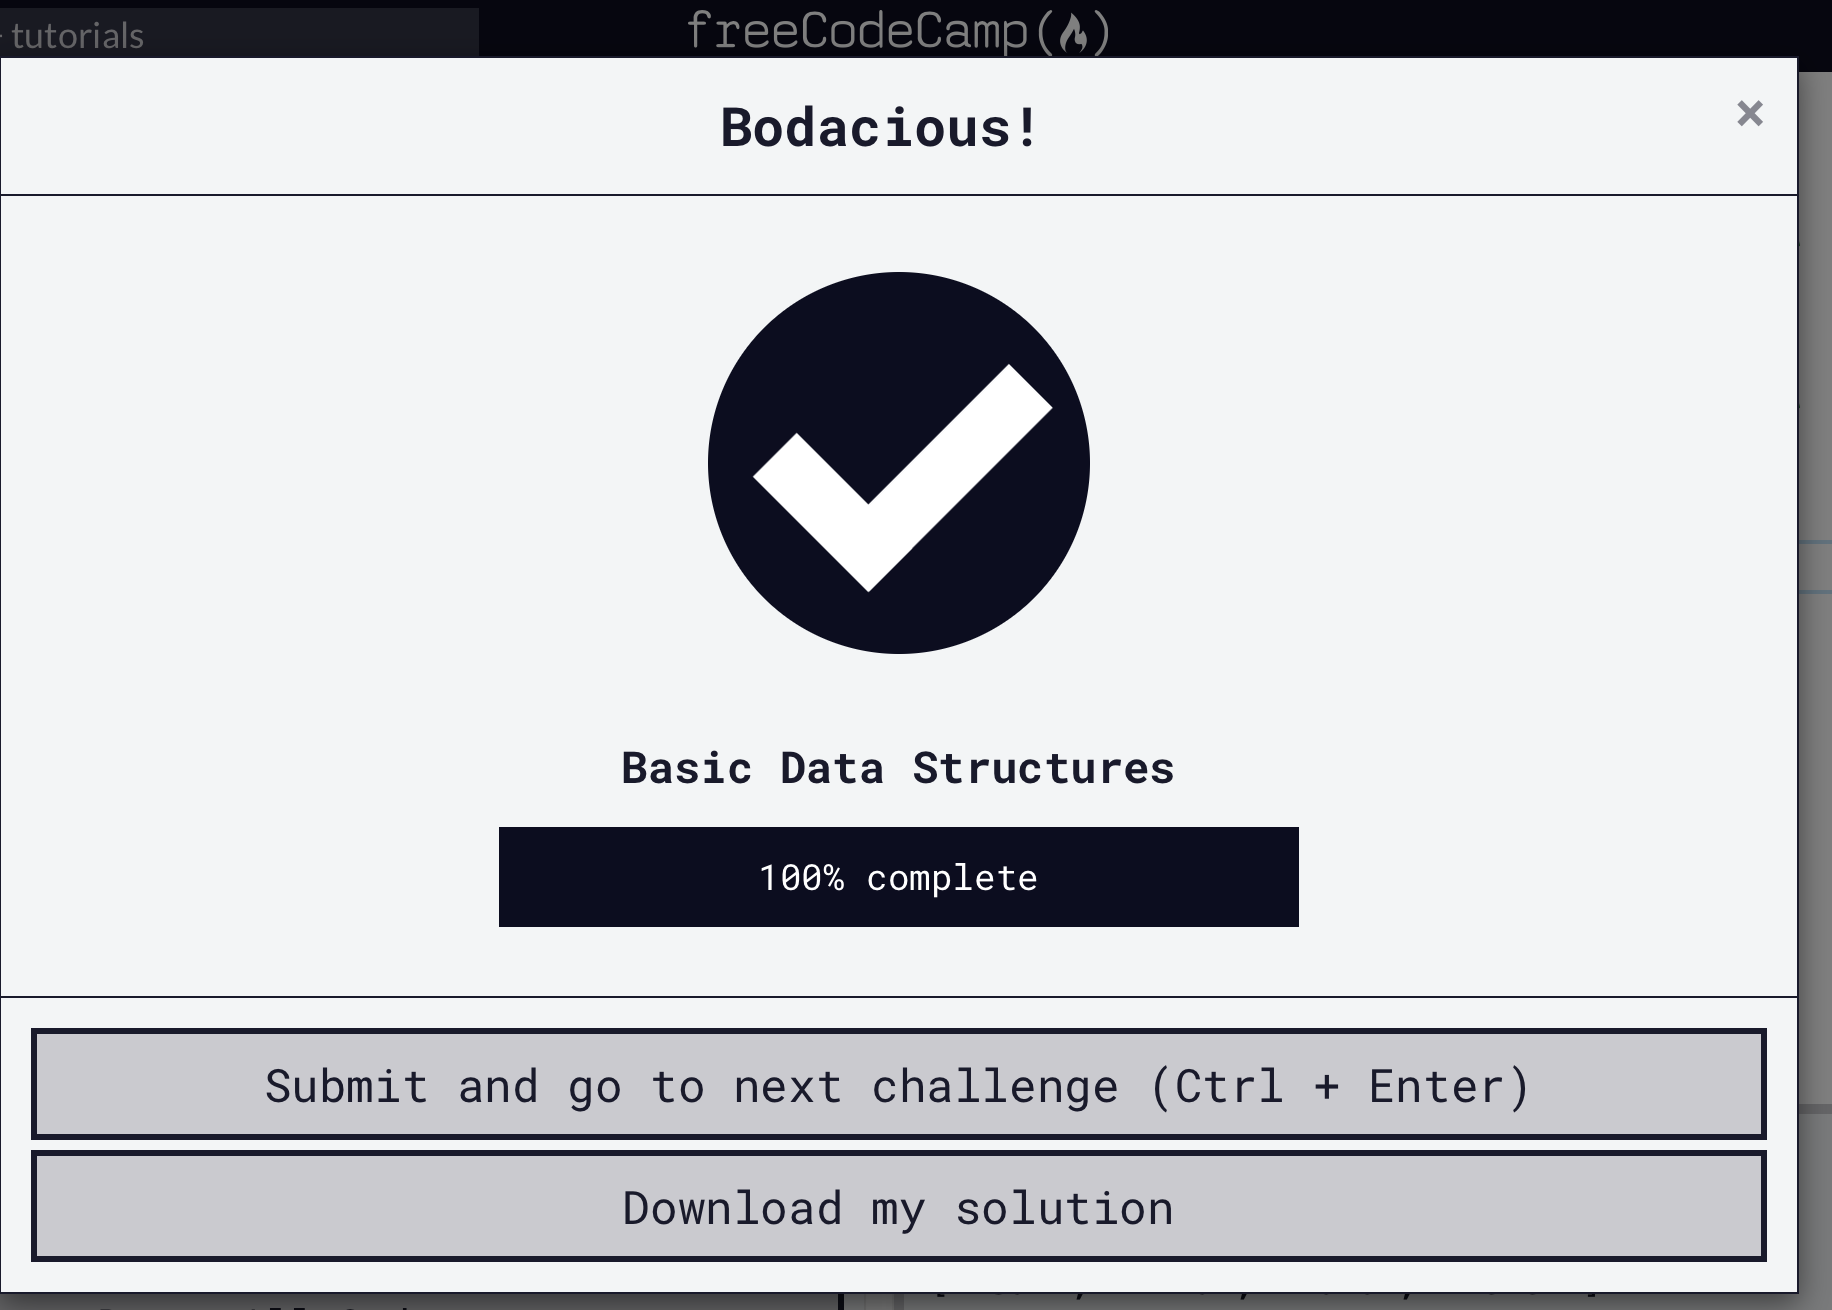 tutorials
freeCodeCamp(🔥)
Bodacious!
×
Basic Data Structures
100% complete
Submit and go to next challenge (Ctrl + Enter)
Download my solution